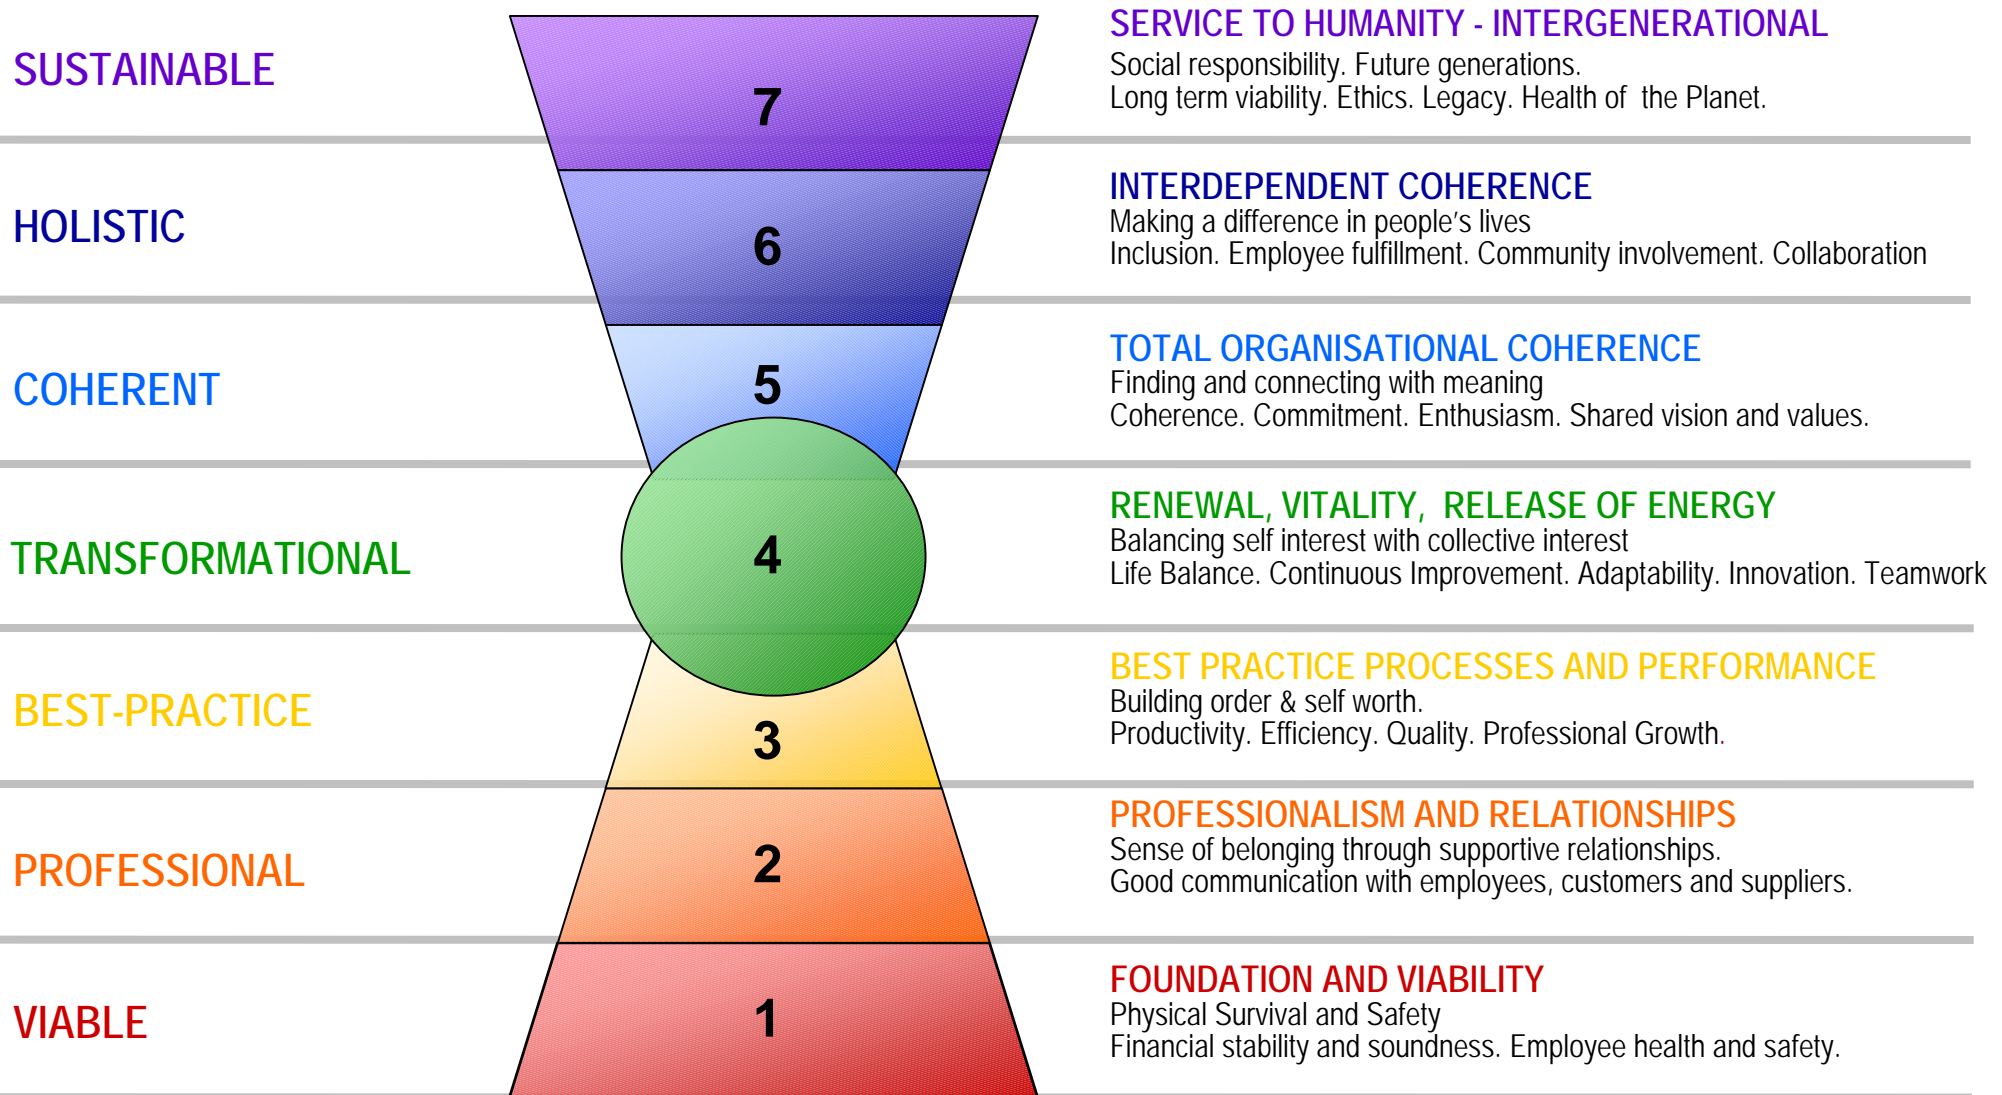 SUSTAINABLE
7
SERVICE TO HUMANITY - INTERGENERATIONAL
Social responsibility. Future generations.
Long term viability. Ethics. Legacy. Health of the Planet.
HOLISTIC
6
INTERDEPENDENT COHERENCE
Making a difference in people’s lives
Inclusion. Employee fulfillment. Community involvement. Collaboration
COHERENT
5
TOTAL ORGANISATIONAL COHERENCE
Finding and connecting with meaning
Coherence. Commitment. Enthusiasm. Shared vision and values.
TRANSFORMATIONAL
4
RENEWAL, VITALITY, RELEASE OF ENERGY
Balancing self interest with collective interest
Life Balance. Continuous Improvement. Adaptability. Innovation. Teamwork
BEST-PRACTICE
3
BEST PRACTICE PROCESSES AND PERFORMANCE
Building order & self worth.
Productivity. Efficiency. Quality. Professional Growth.
PROFESSIONAL
2
PROFESSIONALISM AND RELATIONSHIPS
Sense of belonging through supportive relationships.
Good communication with employees, customers and suppliers.
VIABLE
1
FOUNDATION AND VIABILITY
Physical Survival and Safety
Financial stability and soundness. Employee health and safety.